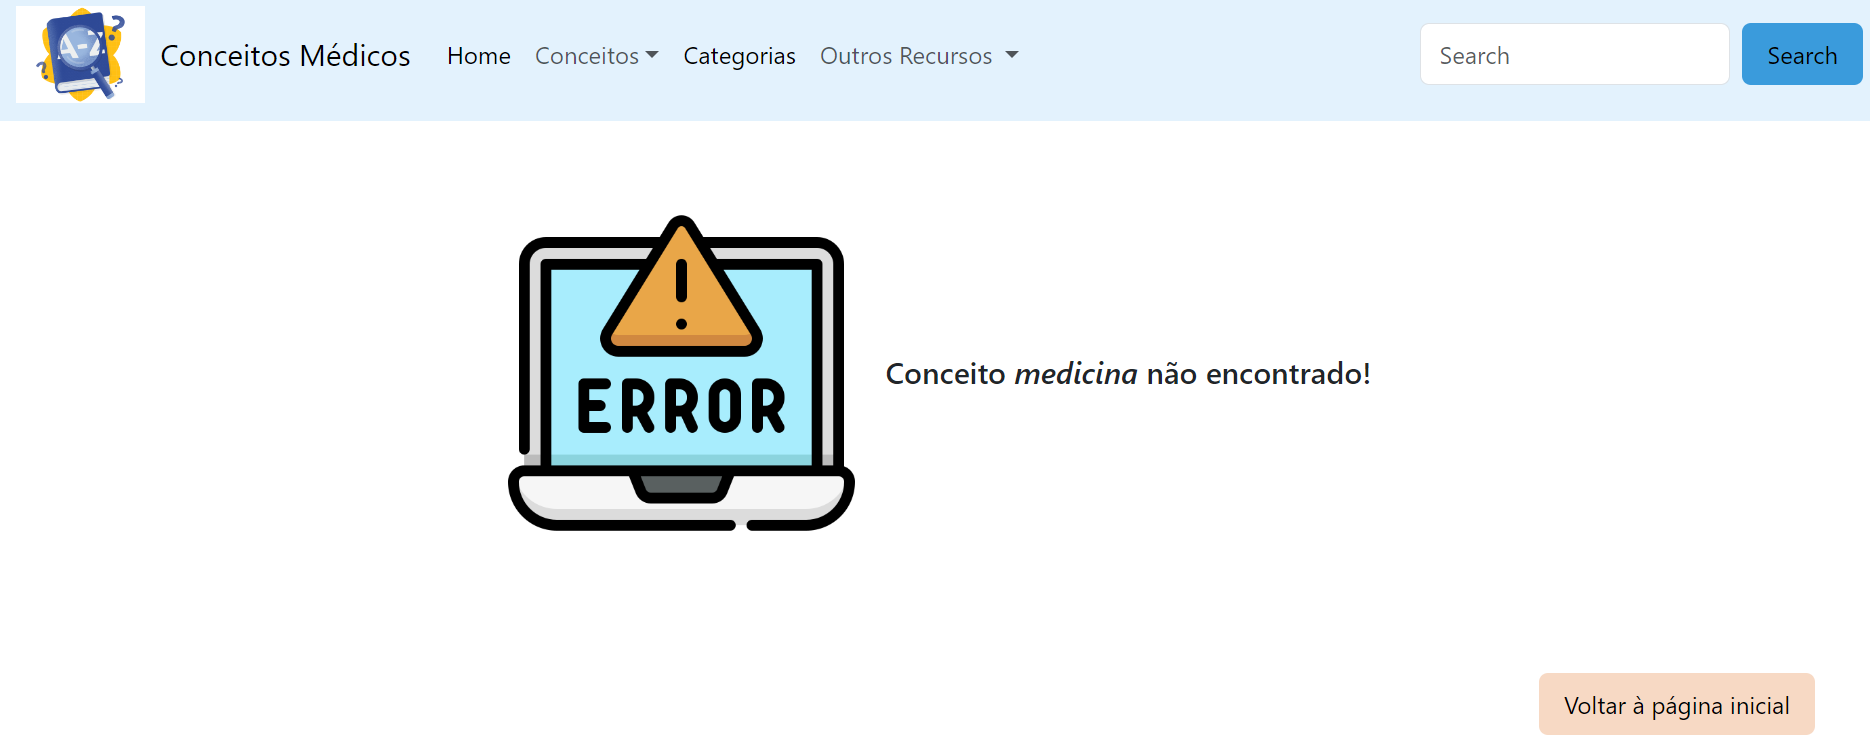 A-Z
Conceitos Médicos
Home
Conceitos
Categorias
Outros Recursos
Search
Search
ERROR
Conceito medicina não encontrado!
Voltar à página inicial